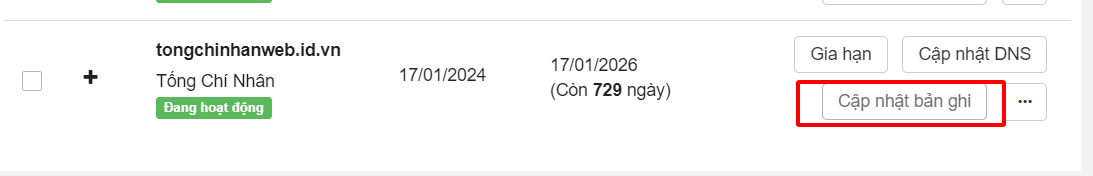 tongchinhanweb.id.vn
Tống Chí Nhân
Đang hoạt động
17/01/2024
17/01/2026
(Còn 729 ngày)
Gia hạn
Cập nhật DNS
Cập nhật bản ghi
...